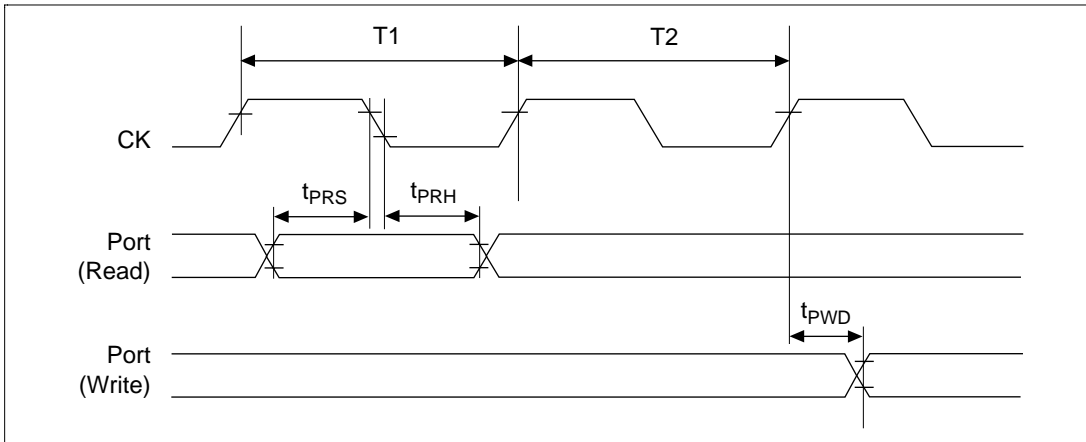 T1
T2
CK
tPRS
tPRH
Port
(Read)
tPWD
Port
(Write)